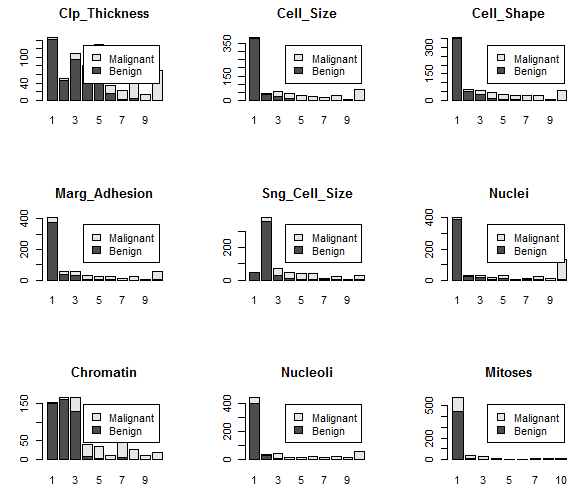 Clp_Thickness
Malignant
Benign
0 40 100
1 3 5 7 9
Cell_Size
Malignant
Benign
0 150 350
1 3 5 7 9
Cell_Shape
Malignant
Benign
0 150 350
1 3 5 7 9
Marg_Adhesion
Malignant
Benign
0 200 400
1 3 5 7 9
Sng_Cell_Size
Malignant
Benign
0 200
1 3 5 7 9
Nuclei
Malignant
Benign
0 200 400
1 3 5 7 9
Chromatin
Malignant
Benign
0 50 150
1 3 5 7 9
Nucleoli
Malignant
Benign
0 200 400
1 3 5 7 9
Mitoses
Malignant
Benign
0 200 500
1 3 5 7 10